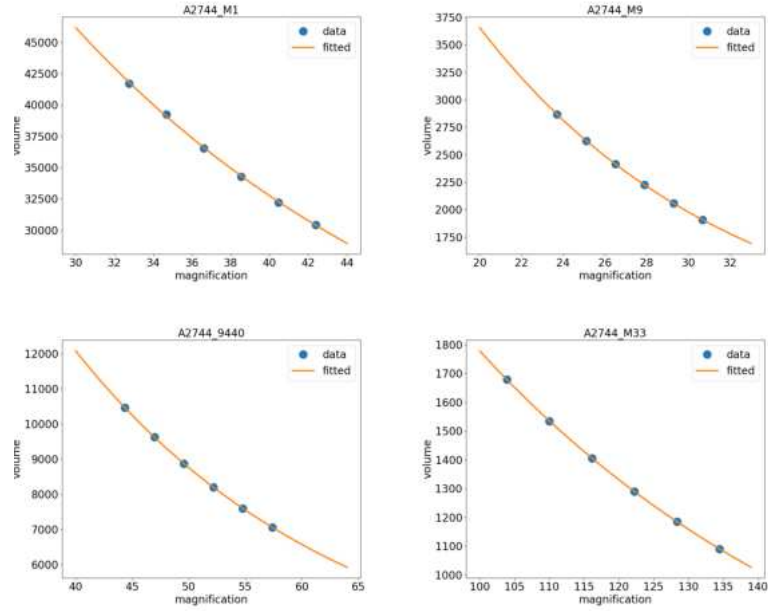 A2744_M1
data
fitted
45000
42500
40000
37500
35000
32500
30000
volume
30 32 34 36 38 40 42 44
magnification
A2744_M9
data
fitted
3750
3500
3250
3000
2750
2500
2250
2000
1750
volume
20 22 24 26 28 30 32
magnification
A2744_9440
data
fitted
12000
11000
10000
9000
8000
7000
6000
volume
40 45 50 55 60 65
magnification
A2744_M33
data
fitted
1800
1700
1600
1500
1400
1300
1200
1100
1000
volume
100 105 110 115 120 125 130 135 140
magnification